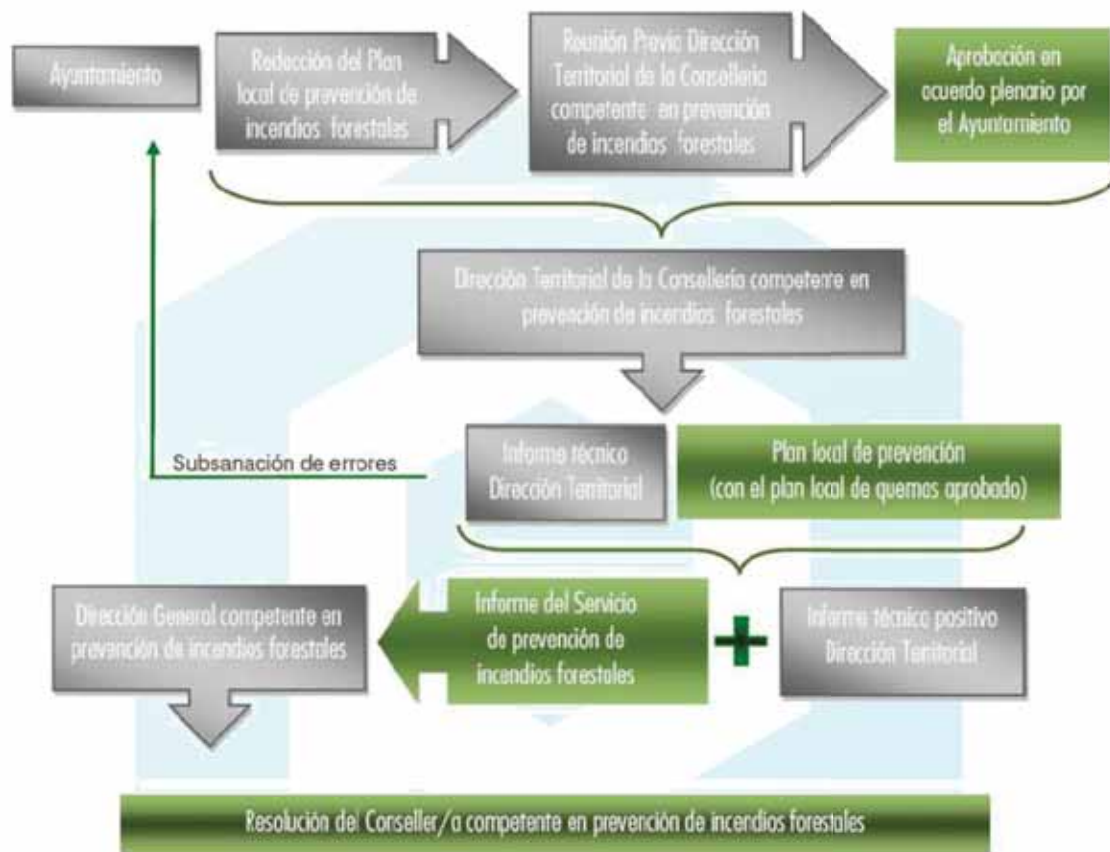 Ayuntamiento
Redacción del Plan
local de prevención de
incendios forestales
Reunión Previa Dirección
Territorial de la Conselleria
competente en prevención
de incendios forestales
Aprobación en
acuerdo plenario por
el Ayuntamiento
Dirección Territorial de la Conselleria competente en
prevención de incendios forestales
Subsanación de errores
Informe técnico
Dirección Territorial
Plan local de prevención
(con el plan local de quemas aprobado)
Dirección General competente en
prevención de incendios forestales
Informe del Servicio
de prevención de
incendios forestales
Informe técnico positivo
Dirección Territorial
Resolución del Conseller/a competente en prevención de incendios forestales